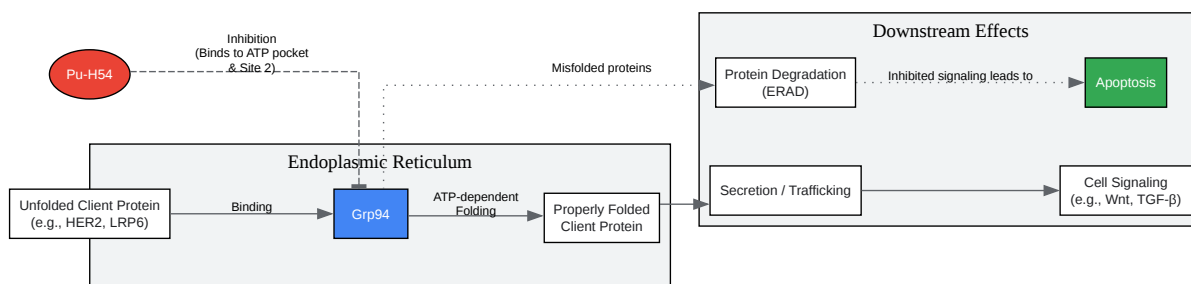 Downstream Effects
Inhibition
(Binds to ATP pocket
& Site 2)
Pu-H54
Misfolded proteins
Protein Degradation
(ERAD)
Inhibited signaling leads to
Apoptosis
Endoplasmic Reticulum
Unfolded Client Protein
(e.g., HER2, LRP6)
Binding
Grp94
ATP-dependent
Folding
Properly Folded
Client Protein
Secretion / Trafficking
Cell Signaling
(e.g., Wnt, TGF-β)